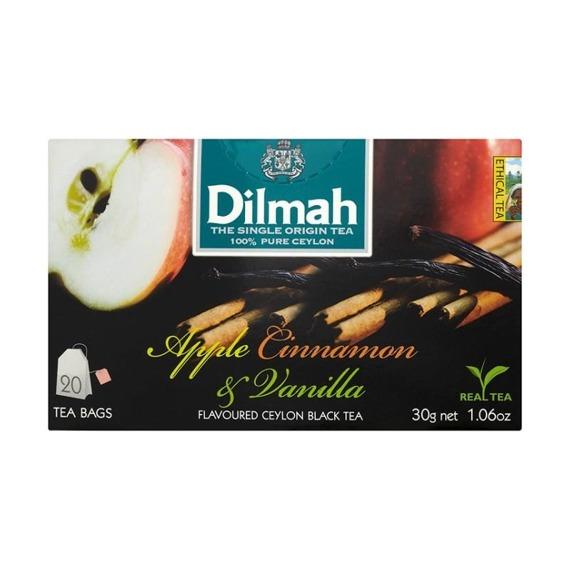 Dilmah
THE SINGLE ORIGIN TEA
100% PURE CEYLON
ETHICAL TEA
Apple Cinnamon
& Vanilla
FLAVOURED CEYLON BLACK TEA
20
TEA BAGS
REAL TEA
30g net 1.06oz